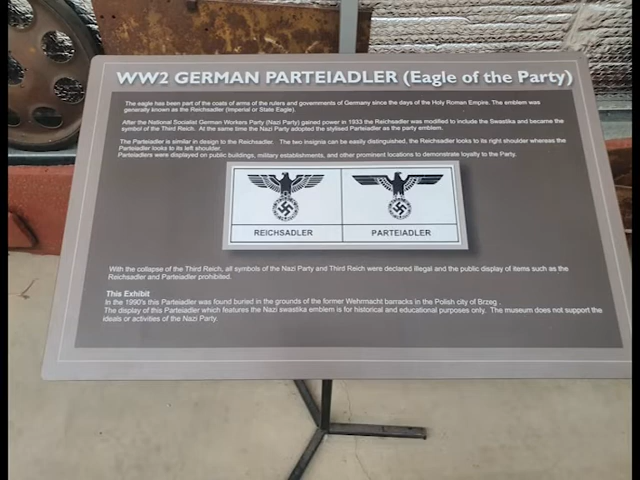 WW2 GERMAN PARTEIADLER (Eagle of the Party)
The eagle has been part of the coats of arms of the rulers and governments of Germany since the days of the Holy Roman Empire. The emblem was
generally known as the Reichsadler (Imperial or State Eagle).
After the National Socialist German Workers Party (Nazi Party) gained power in 1933 the Reichsadler was modified to include the Swastika and became the
symbol of the Third Reich. At the same time the Nazi Party adopted the stylised Parteiadler as the party emblem.
The Parteiadler is similar in design to the Reichsadler. The two insignia can be easily distinguished, the Reichsadler looks to its right shoulder whereas the
Parteiadler looks to its left shoulder.
Parteiadlers were displayed on public buildings, military establishments, and other prominent locations to demonstrate loyalty to the Party.
REICHSADLER PARTEIADLER
With the collapse of the Third Reich, all symbols of the Nazi Party and Third Reich were declared illegal and the public display of items such as the
Reichsadler and Parteiadler prohibited.
This Exhibit
In the 1990's this Parteiadler was found buried in the grounds of the former Wehrmacht barracks in the Polish city of Brzeg .
The display of this Parteiadler which features the Nazi swastika emblem is for historical and educational purposes only. The museum does not support the
ideals or activities of the Nazi Party.